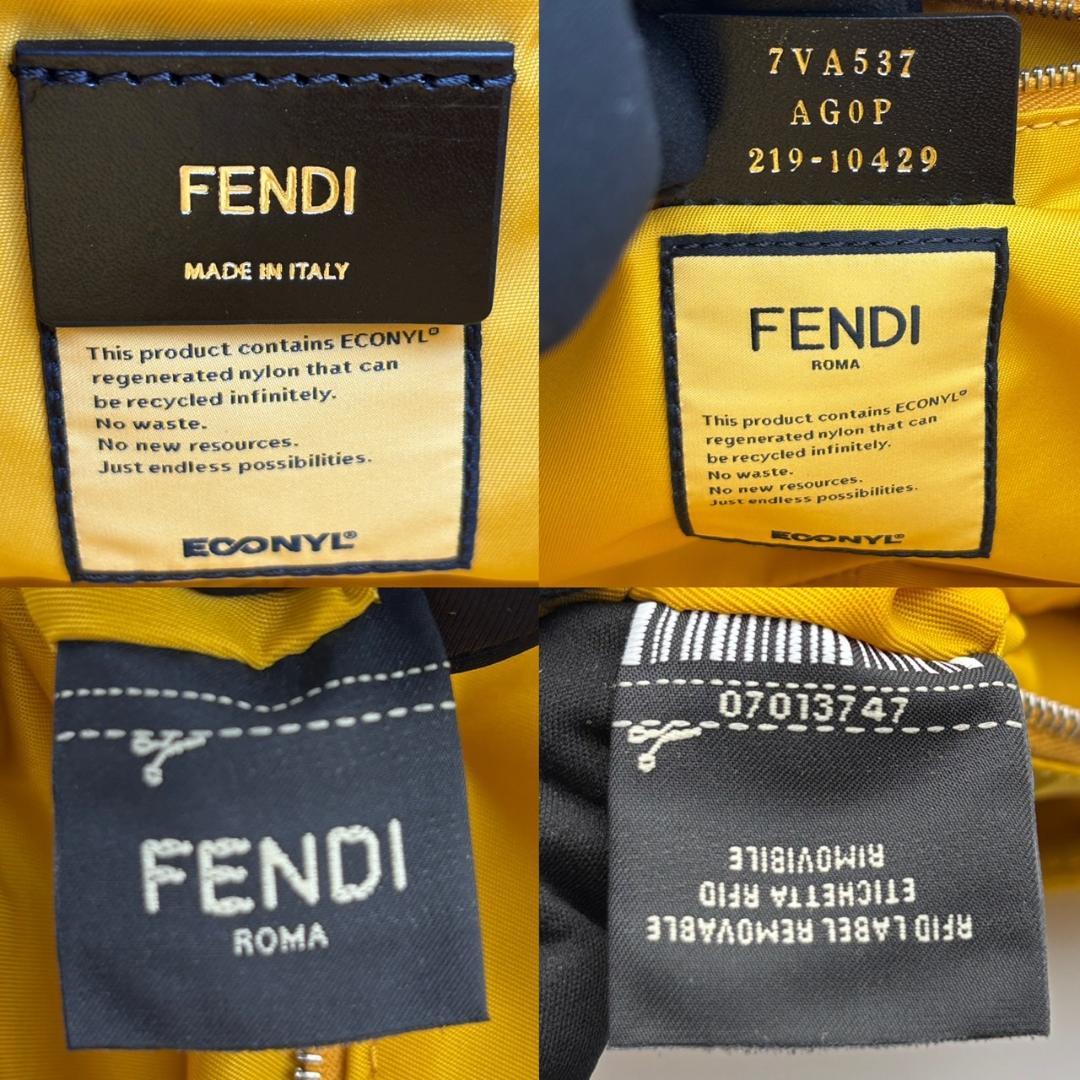 FENDI
MADE IN ITALY
This product contains ECONYL®
regenerated nylon that can
be recycled infinitely.
No waste.
No new resources.
Just endless possibilities.
ECONYL®
7VA537
AG0P
219-10429
FENDI
ROMA
This product contains ECONYL®
regenerated nylon that can
be recycled infinitely.
No waste.
No new resources.
Just endless possibilities.
ECONYL®
FENDI
ROMA
07013747
RFID LABEL REMOVABLE
ETICHETTA RFID
RIMOVIBILE